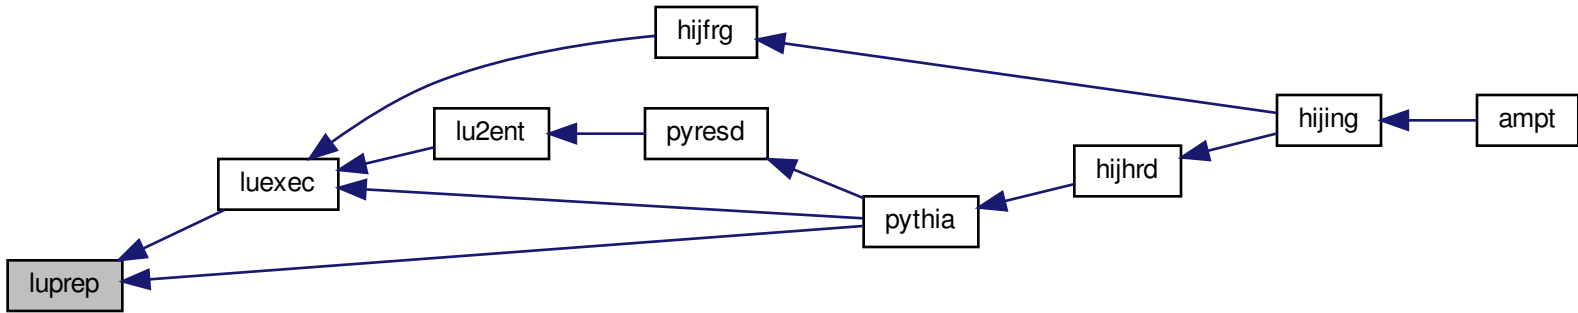 hijfrg
lu2ent
pyresd
hijing
ampt
luexec
hijhrd
pythia
luprep